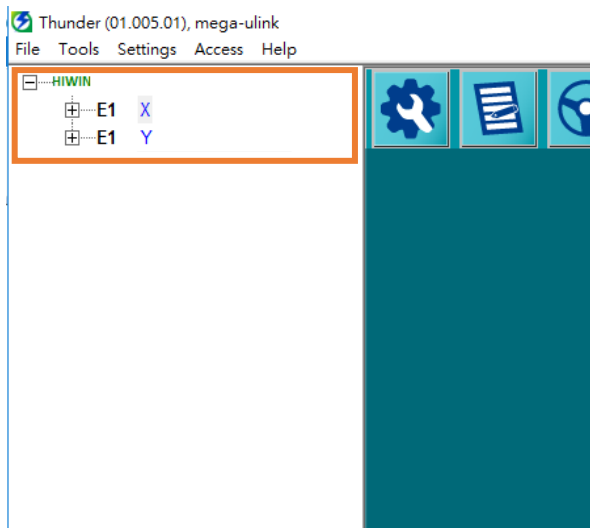 Thunder (01.005.01), mega-ulink
File Tools Settings Access Help
HIWIN
E1 X
E1 Y